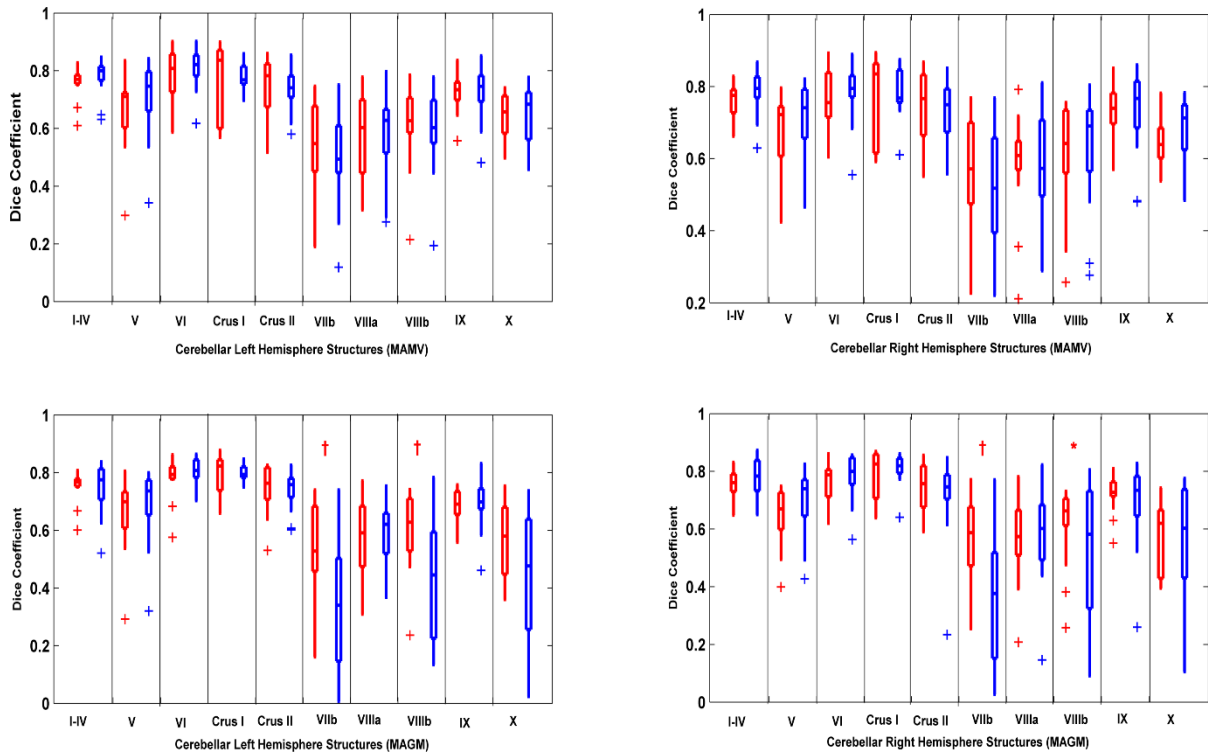 1
0.8
0.6
0.4
0.2
0
Dice Coefficient
I-IV V VI Crus I Crus II VIIb VIIIa VIIIb IX X
Cerebellar Left Hemisphere Structures (MAMV)
1
0.8
0.6
0.4
0.2
Dice Coefficient
I-IV V VI Crus I Crus II VIIb VIIIa VIIIb IX X
Cerebellar Right Hemisphere Structures (MAMV)
1
0.8
0.6
0.4
0.2
0
Dice Coefficient
† †
I-IV V VI Crus I Crus II VIIb VIIIa VIIIb IX X
Cerebellar Left Hemisphere Structures (MAGM)
1
0.8
0.6
0.4
0.2
0
Dice Coefficient
† *
I-IV V VI Crus I Crus II VIIb VIIIa VIIIb IX X
Cerebellar Right Hemisphere Structures (MAGM)